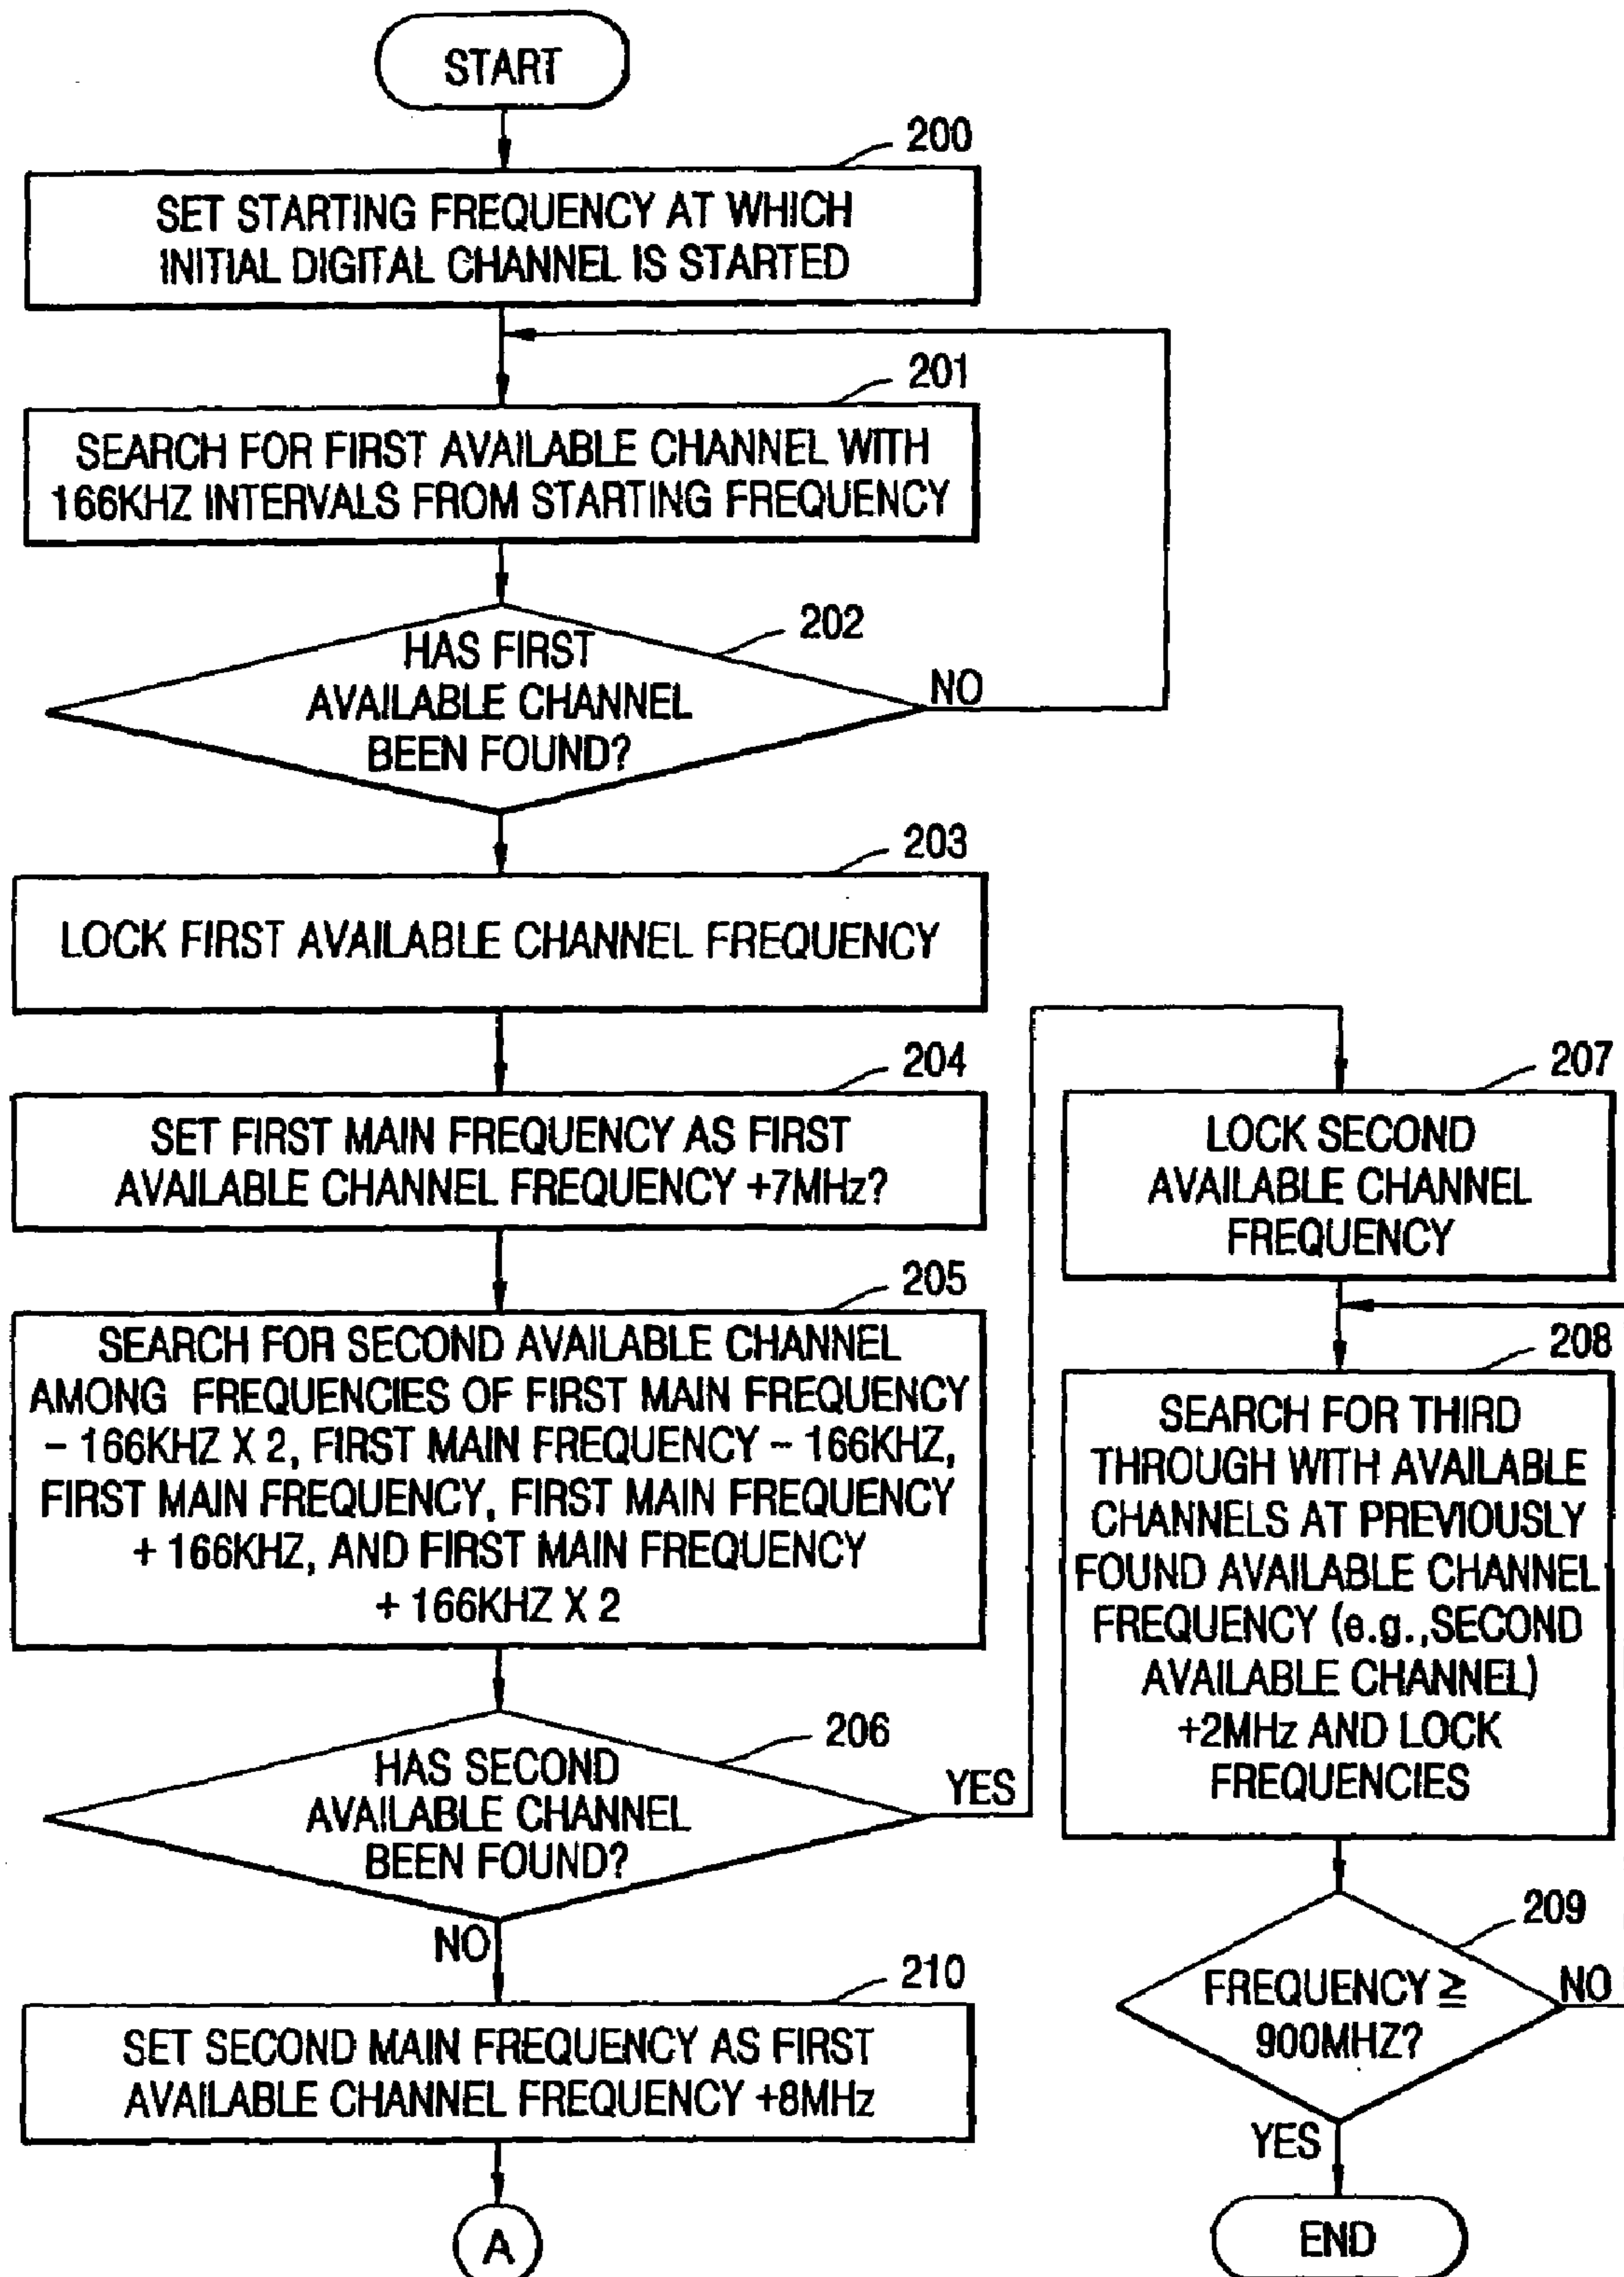 START
200
SET STARTING FREQUENCY AT WHICH
INITIAL DIGITAL CHANNEL IS STARTED
201
SEARCH FOR FIRST AVAILABLE CHANNEL WITH
166KHZ INTERVALS FROM STARTING FREQUENCY
202
HAS FIRST
AVAILABLE CHANNEL
BEEN FOUND?
NO
203
LOCK FIRST AVAILABLE CHANNEL FREQUENCY
204
SET FIRST MAIN FREQUENCY AS FIRST
AVAILABLE CHANNEL FREQUENCY +7MHz?
205
SEARCH FOR SECOND AVAILABLE CHANNEL
AMONG FREQUENCIES OF FIRST MAIN FREQUENCY
– 166KHZ X 2, FIRST MAIN FREQUENCY – 166KHZ,
FIRST MAIN FREQUENCY, FIRST MAIN FREQUENCY
+ 166KHZ, AND FIRST MAIN FREQUENCY
+ 166KHZ X 2
206
HAS SECOND
AVAILABLE CHANNEL
BEEN FOUND?
YES
NO
210
SET SECOND MAIN FREQUENCY AS FIRST
AVAILABLE CHANNEL FREQUENCY +8MHz
A
207
LOCK SECOND
AVAILABLE CHANNEL
FREQUENCY
208
SEARCH FOR THIRD
THROUGH WITH AVAILABLE
CHANNELS AT PREVIOUSLY
FOUND AVAILABLE CHANNEL
FREQUENCY (e.g.,SECOND
AVAILABLE CHANNEL)
+2MHz AND LOCK
FREQUENCIES
209
FREQUENCY ≧
900MHZ?
NO
YES
END